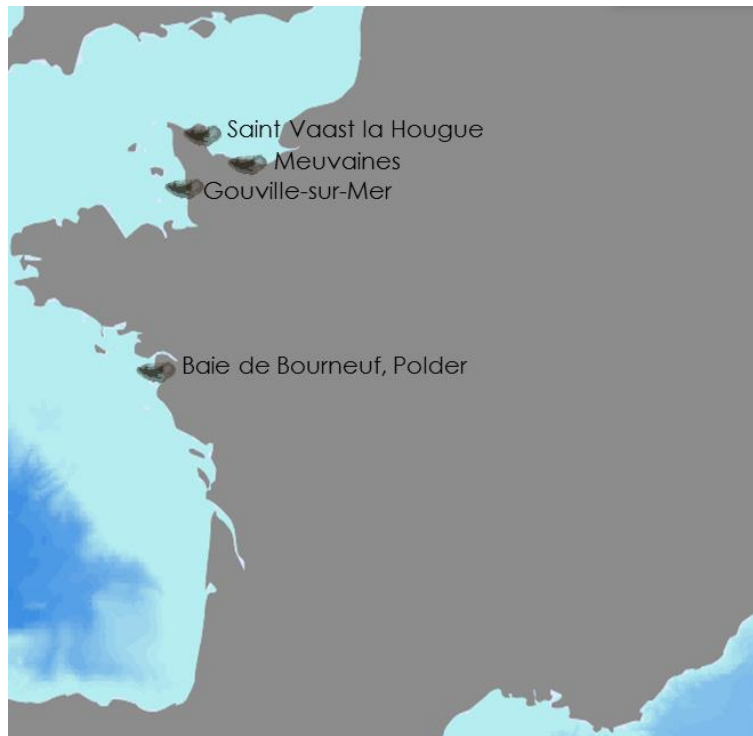 Saint Vaast la Hougue
Meuvaines
Gouville-sur-Mer
Baie de Bourneuf, Polder